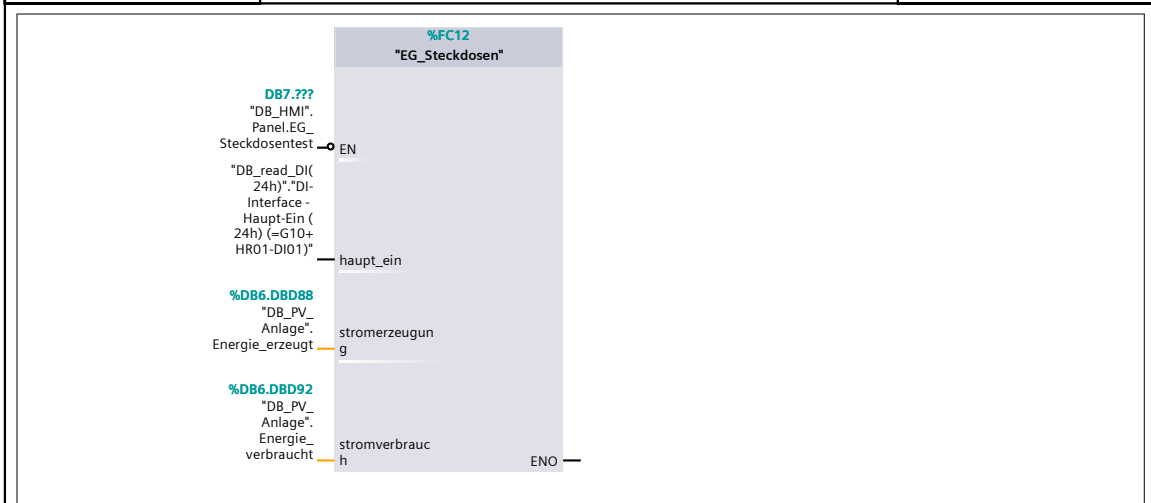 %FC12
"EG_Steckdosen"
DB7.???
"DB_HMI".
Panel.EG_
Steckdosentest
EN
"DB_read_DI(
24h)"."DI-
Interface -
Haupt-Ein (
24h) (=G10+
HR01-DI01)"
haupt_ein
%DB6.DBD88
"DB_PV_
Anlage".
Energie_erzeugt
stromerzeugun
g
%DB6.DBD92
"DB_PV_
Anlage".
Energie_
verbraucht
stromverbrauc
h
ENO